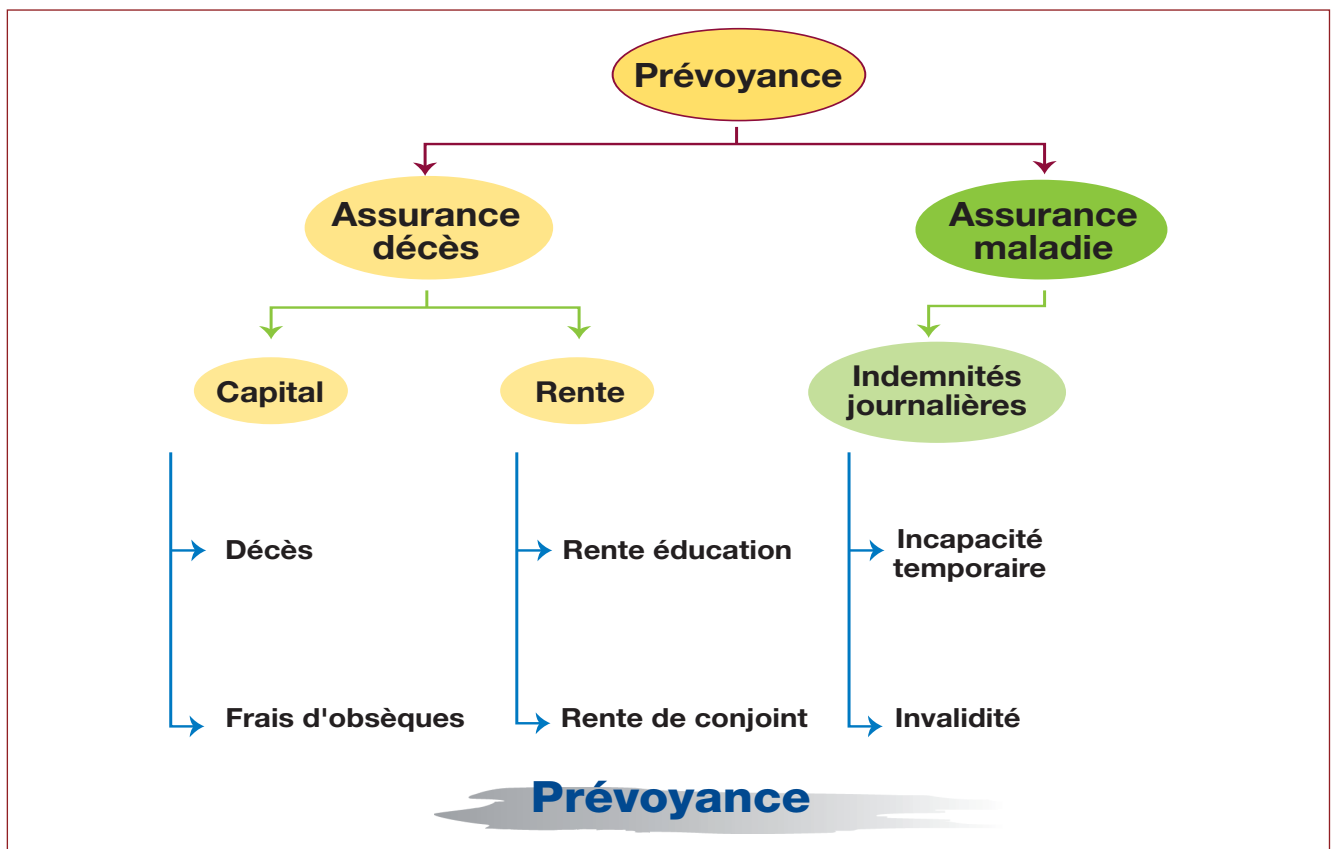 Prévoyance
Assurance
décès
Assurance
maladie
Capital
Rente
Indemnités
journalières
Décès
Rente éducation
Incapacité
temporaire
Frais d'obsèques
Rente de conjoint
Invalidité
Prévoyance